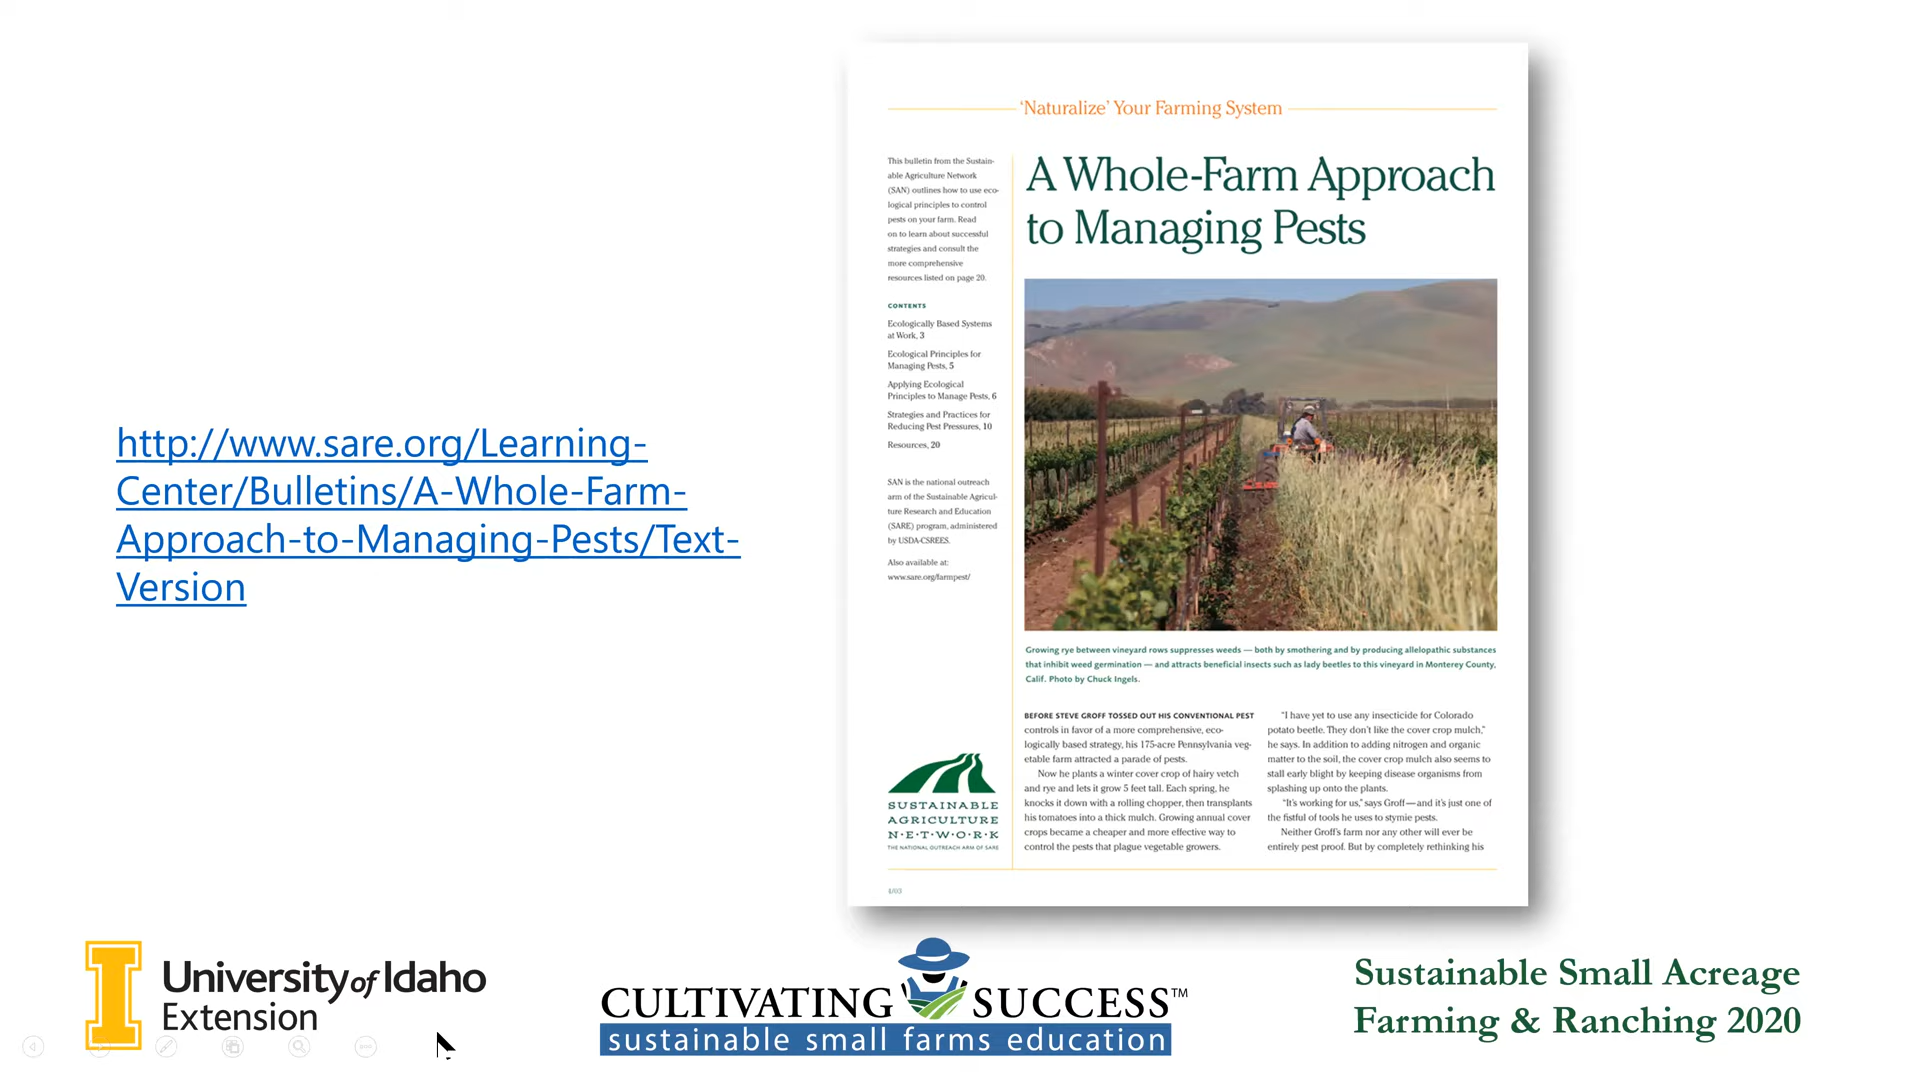 http://www.sare.org/Learning-
Center/Bulletins/A-Whole-Farm-
Approach-to-Managing-Pests/Text-
Version
‘Naturalize’ Your Farming System
This bulletin from the Sustain-
able Agriculture Network
(SAN) outlines how to use eco-
logical principles to control
pests on your farm. Read
on to learn about successful
strategies and consult the
more comprehensive
resources listed on page 20.
CONTENTS
Ecologically Based Systems
at Work, 3
Ecological Principles for
Managing Pests, 5
Applying Ecological
Principles to Manage Pests, 6
Strategies and Practices for
Reducing Pest Pressures, 10
Resources, 20
SAN is the national outreach
arm of the Sustainable Agricul-
ture Research and Education
(SARE) program, administered
by USDA-CSREES.
Also available at:
www.sare.org/farmpest/
SUSTAINABLE
AGRICULTURE
N·E·T·W·O·R·K
THE NATIONAL OUTREACH ARM OF SARE
4/03
A Whole-Farm Approach
to Managing Pests
Growing rye between vineyard rows suppresses weeds — both by smothering and by producing allelopathic substances
that inhibit weed germination — and attracts beneficial insects such as lady beetles to this vineyard in Monterey County,
Calif. Photo by Chuck Ingels.
BEFORE STEVE GROFF TOSSED OUT HIS CONVENTIONAL PEST
controls in favor of a more comprehensive, eco-
logically based strategy, his 175-acre Pennsylvania veg-
etable farm attracted a parade of pests.
Now he plants a winter cover crop of hairy vetch
and rye and lets it grow 5 feet tall. Each spring, he
knocks it down with a rolling chopper, then transplants
his tomatoes into a thick mulch. Growing annual cover
crops became a cheaper and more effective way to
control the pests that plague vegetable growers.
“I have yet to use any insecticide for Colorado
potato beetle. They don’t like the cover crop mulch,”
he says. In addition to adding nitrogen and organic
matter to the soil, the cover crop mulch also seems to
stall early blight by keeping disease organisms from
splashing up onto the plants.
“It’s working for us,” says Groff — and it’s just one of
the fistful of tools he uses to stymie pests.
Neither Groff’s farm nor any other will ever be
entirely pest proof. But by completely rethinking his
University of Idaho
Extension
CULTIVATING SUCCESS™
sustainable small farms education
Sustainable Small Acreage
Farming & Ranching 2020